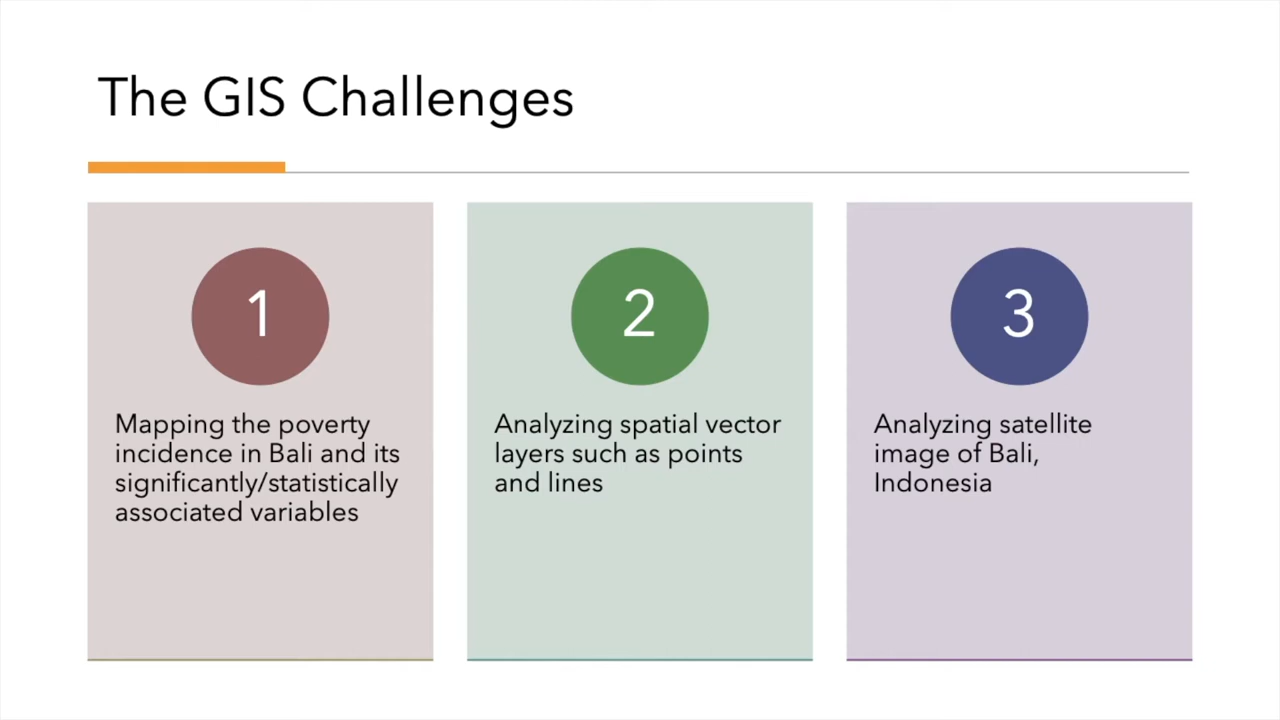 The GIS Challenges
1
Mapping the poverty
incidence in Bali and its
significantly/statistically
associated variables
2
Analyzing spatial vector
layers such as points
and lines
3
Analyzing satellite
image of Bali,
Indonesia